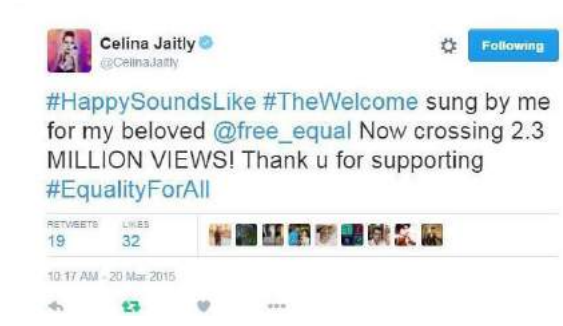 Celina Jaitly
@CelinaJaitly
Following
#HappySoundsLike #TheWelcome sung by me
for my beloved @free_equal Now crossing 2.3
MILLION VIEWS! Thank u for supporting
#EqualityForAll
RETWEETS LIKES
19 32
10:17 AM - 20 Mar 2015